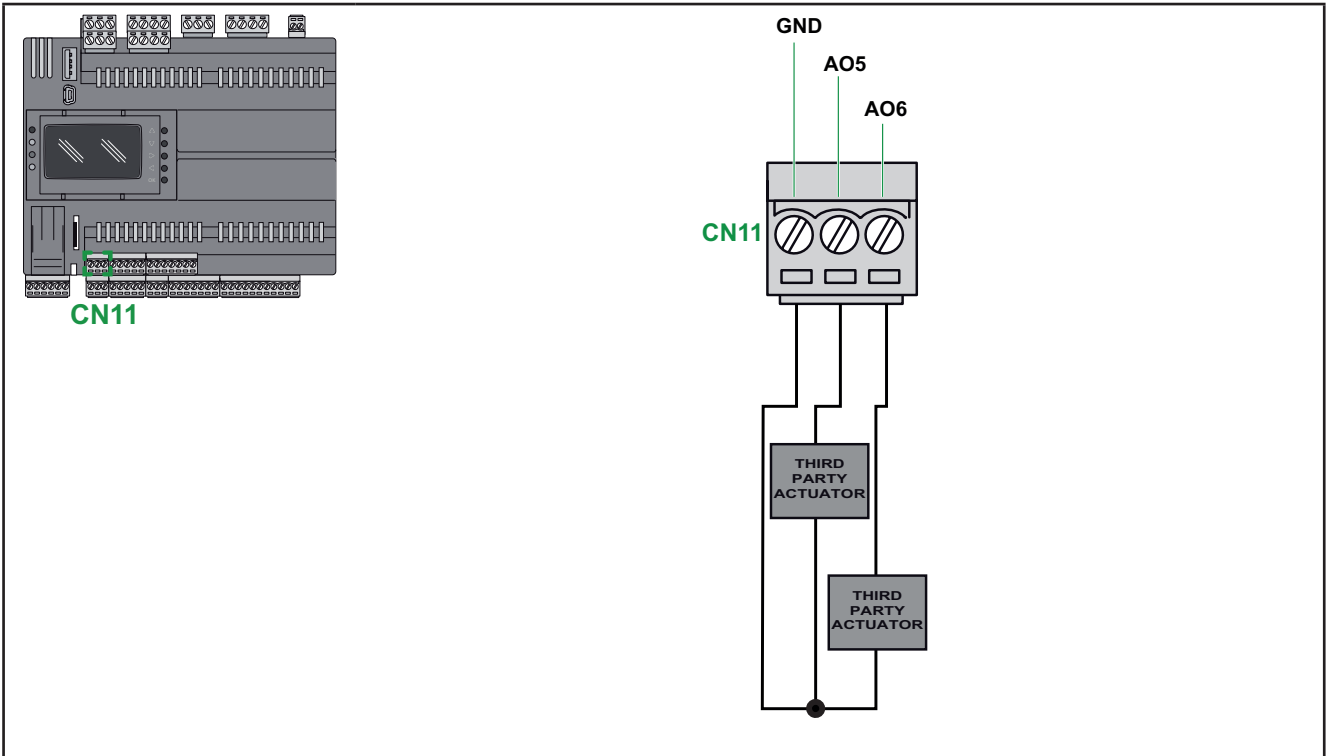 CN11
GND
AO5
AO6
CN11
THIRD
PARTY
ACTUATOR
THIRD
PARTY
ACTUATOR